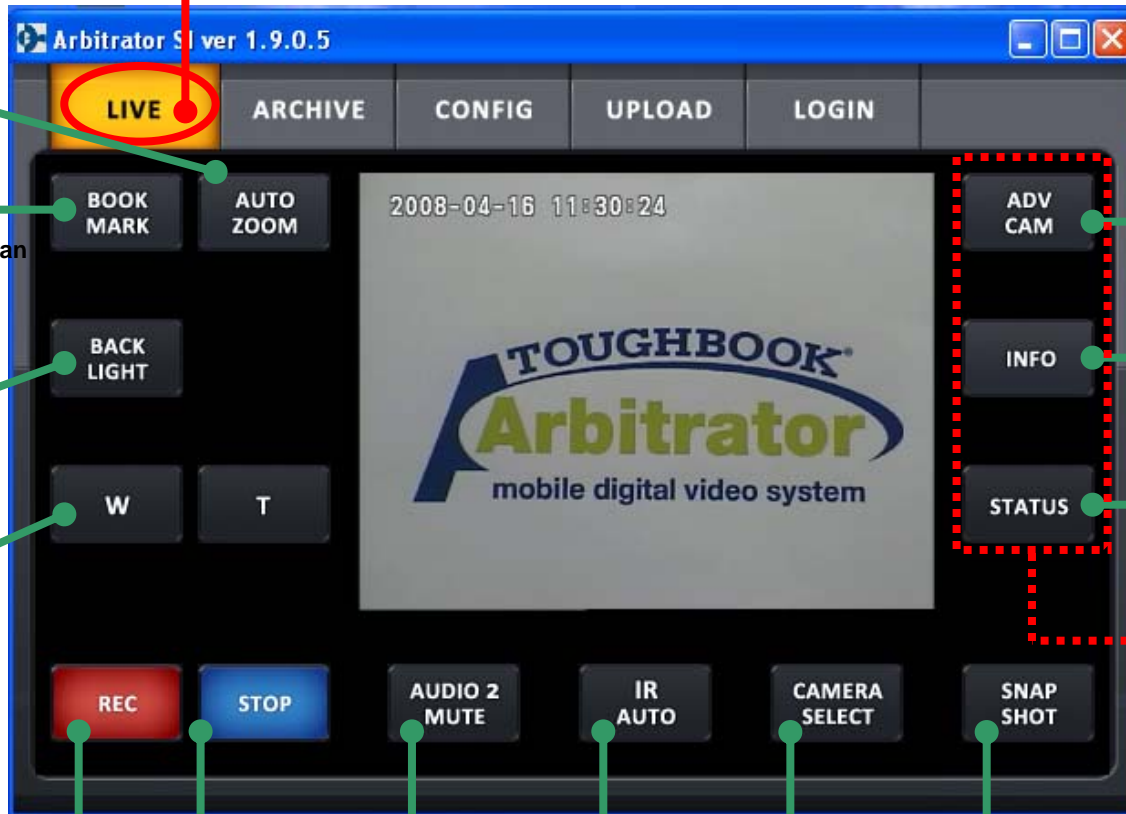 Arbitrator SI ver 1.9.0.5
LIVE
ARCHIVE
CONFIG
UPLOAD
LOGIN
BOOK
MARK
AUTO
ZOOM
2008-04-16 11:30:24
ADV
CAM
an
BACK
LIGHT
INFO
TOUGHBOOK
Arbitrator
mobile digital video system
W
T
STATUS
REC
STOP
AUDIO 2
MUTE
IR
AUTO
CAMERA
SELECT
SNAP
SHOT